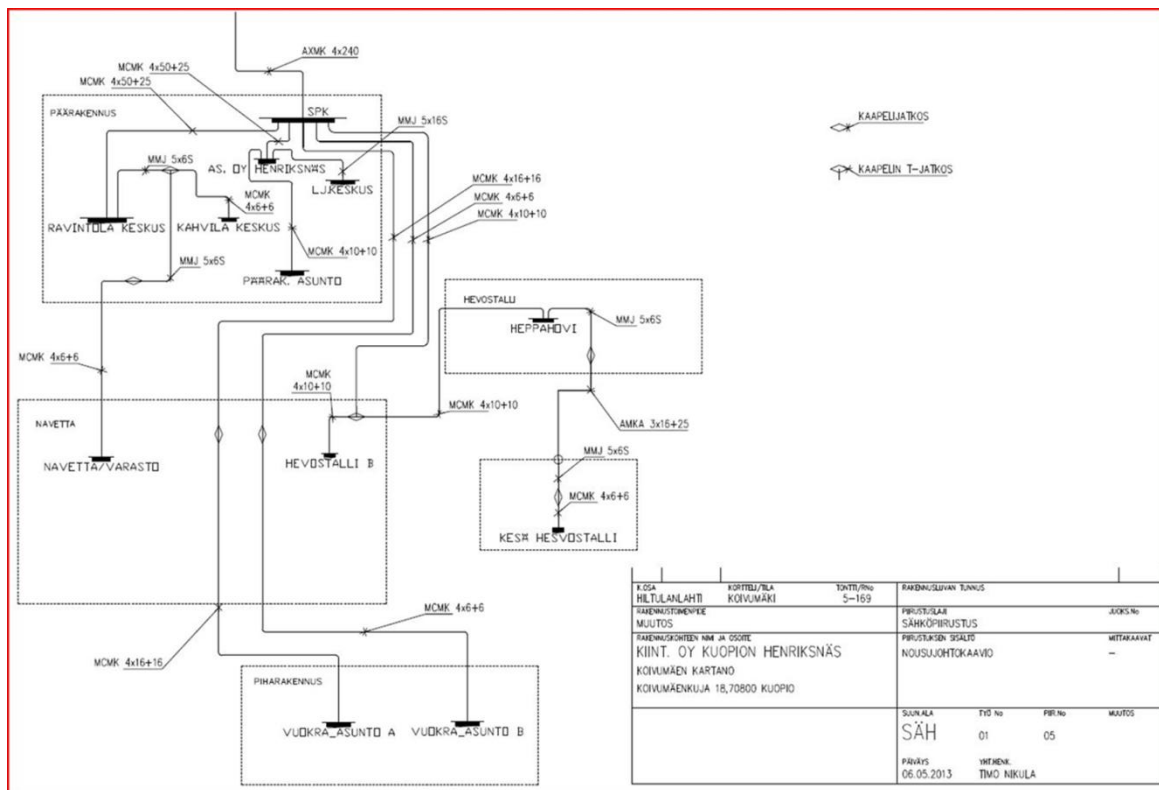 AXMK 4x240
MCMK 4x50+25
MCMK 4x50+25
PÄÄRAKENNUS
SPK
MMJ 5x16S
KAAPELIJATKOS
MMJ 5x6S
AS. OY HENRIKSNÄS
LJ.KESKUS
KAAPELIN T-JATKOS
MCMK
4x6+6
MCMK 4x16+16
MCMK 4x6+6
MCMK 4x10+10
RAVINTOLA KESKUS
KAHVILA KESKUS
MCMK 4x10+10
MMJ 5x6S
PÄÄRAK. ASUNTO
HEVOSTALLI
HEPPAHOVI
MMJ 5x6S
MCMK 4x6+6
MCMK
4x10+10
MCMK 4x10+10
AMKA 3x16+25
NAVETTA
NAVETTA/VARASTO
HEVOSTALLI B
MMJ 5x6S
MCMK 4x6+6
KESÄ HESVOSTALLI
MCMK 4x6+6
MCMK 4x16+16
PIHARAKENNUS
VUOKRA_ASUNTO A
VUOKRA_ASUNTO B
K.OSA
KORTTELI/TILA
TONTTI/RNo
RAKENNUSLUVAN TUNNUS
HILTULANLAHTI
KOIVUMÄKI
5-169
RAKENNUSTOIMENPIDE
PIIRUSTUSLAJI
JUOKS.No
MUUTOS
SÄHKÖPIIRUSTUS
RAKENNUSKOHTEEN NIMI JA OSOITE
PIIRUSTUKSEN SISÄLTÖ
MITTAKAAVAT
KIINT. OY KUOPION HENRIKSNÄS
NOUSUJOHTOKAAVIO
–
KOIVUMÄEN KARTANO
KOIVUMÄENKUJA 18,70800 KUOPIO
SUUN.ALA
TYÖ No
PIIR.No
MUUTOS
SÄH
01
05
PÄIVÄYS
YHT.HENK.
06.05.2013
TIMO NIKULA